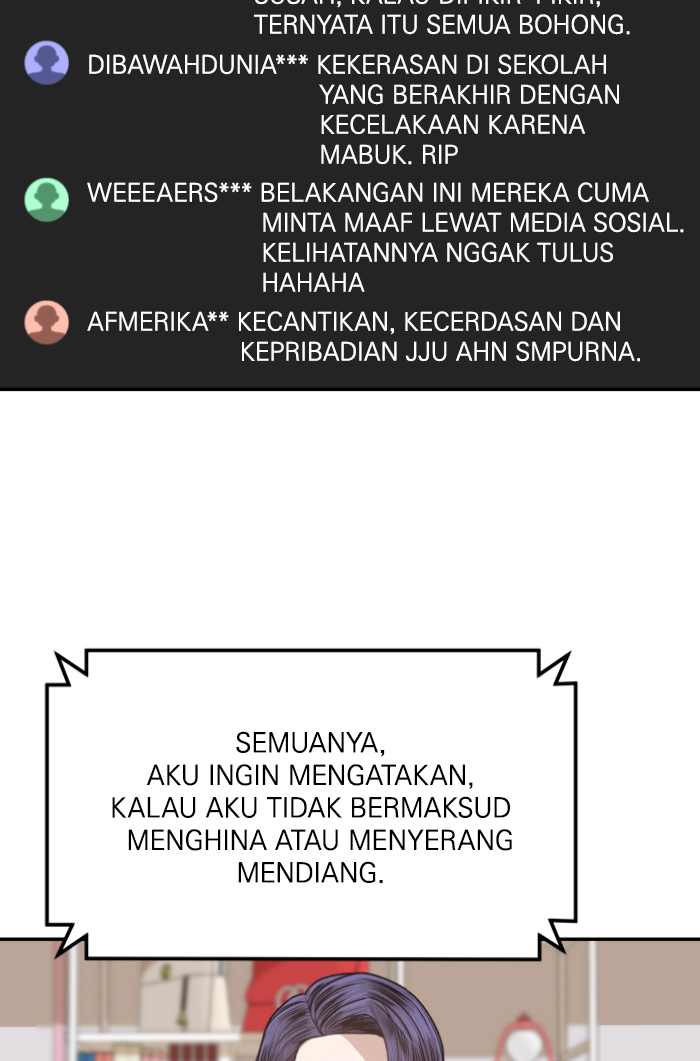 TERNYATA ITU SEMUA BOHONG.
DIBAWAHDUNIA*** KEKERASAN DI SEKOLAH
YANG BERAKHIR DENGAN
KECELAKAAN KARENA
MABUK. RIP
WEEEAERS*** BELAKANGAN INI MEREKA CUMA
MINTA MAAF LEWAT MEDIA SOSIAL.
KELIHATANNYA NGGAK TULUS
HAHAHA
AFMERIKA** KECANTIKAN, KECERDASAN DAN
KEPRIBADIAN JJU AHN SMPURNA.
SEMUANYA,
AKU INGIN MENGATAKAN,
KALAU AKU TIDAK BERMAKSUD
MENGHINA ATAU MENYERANG
MENDIANG.